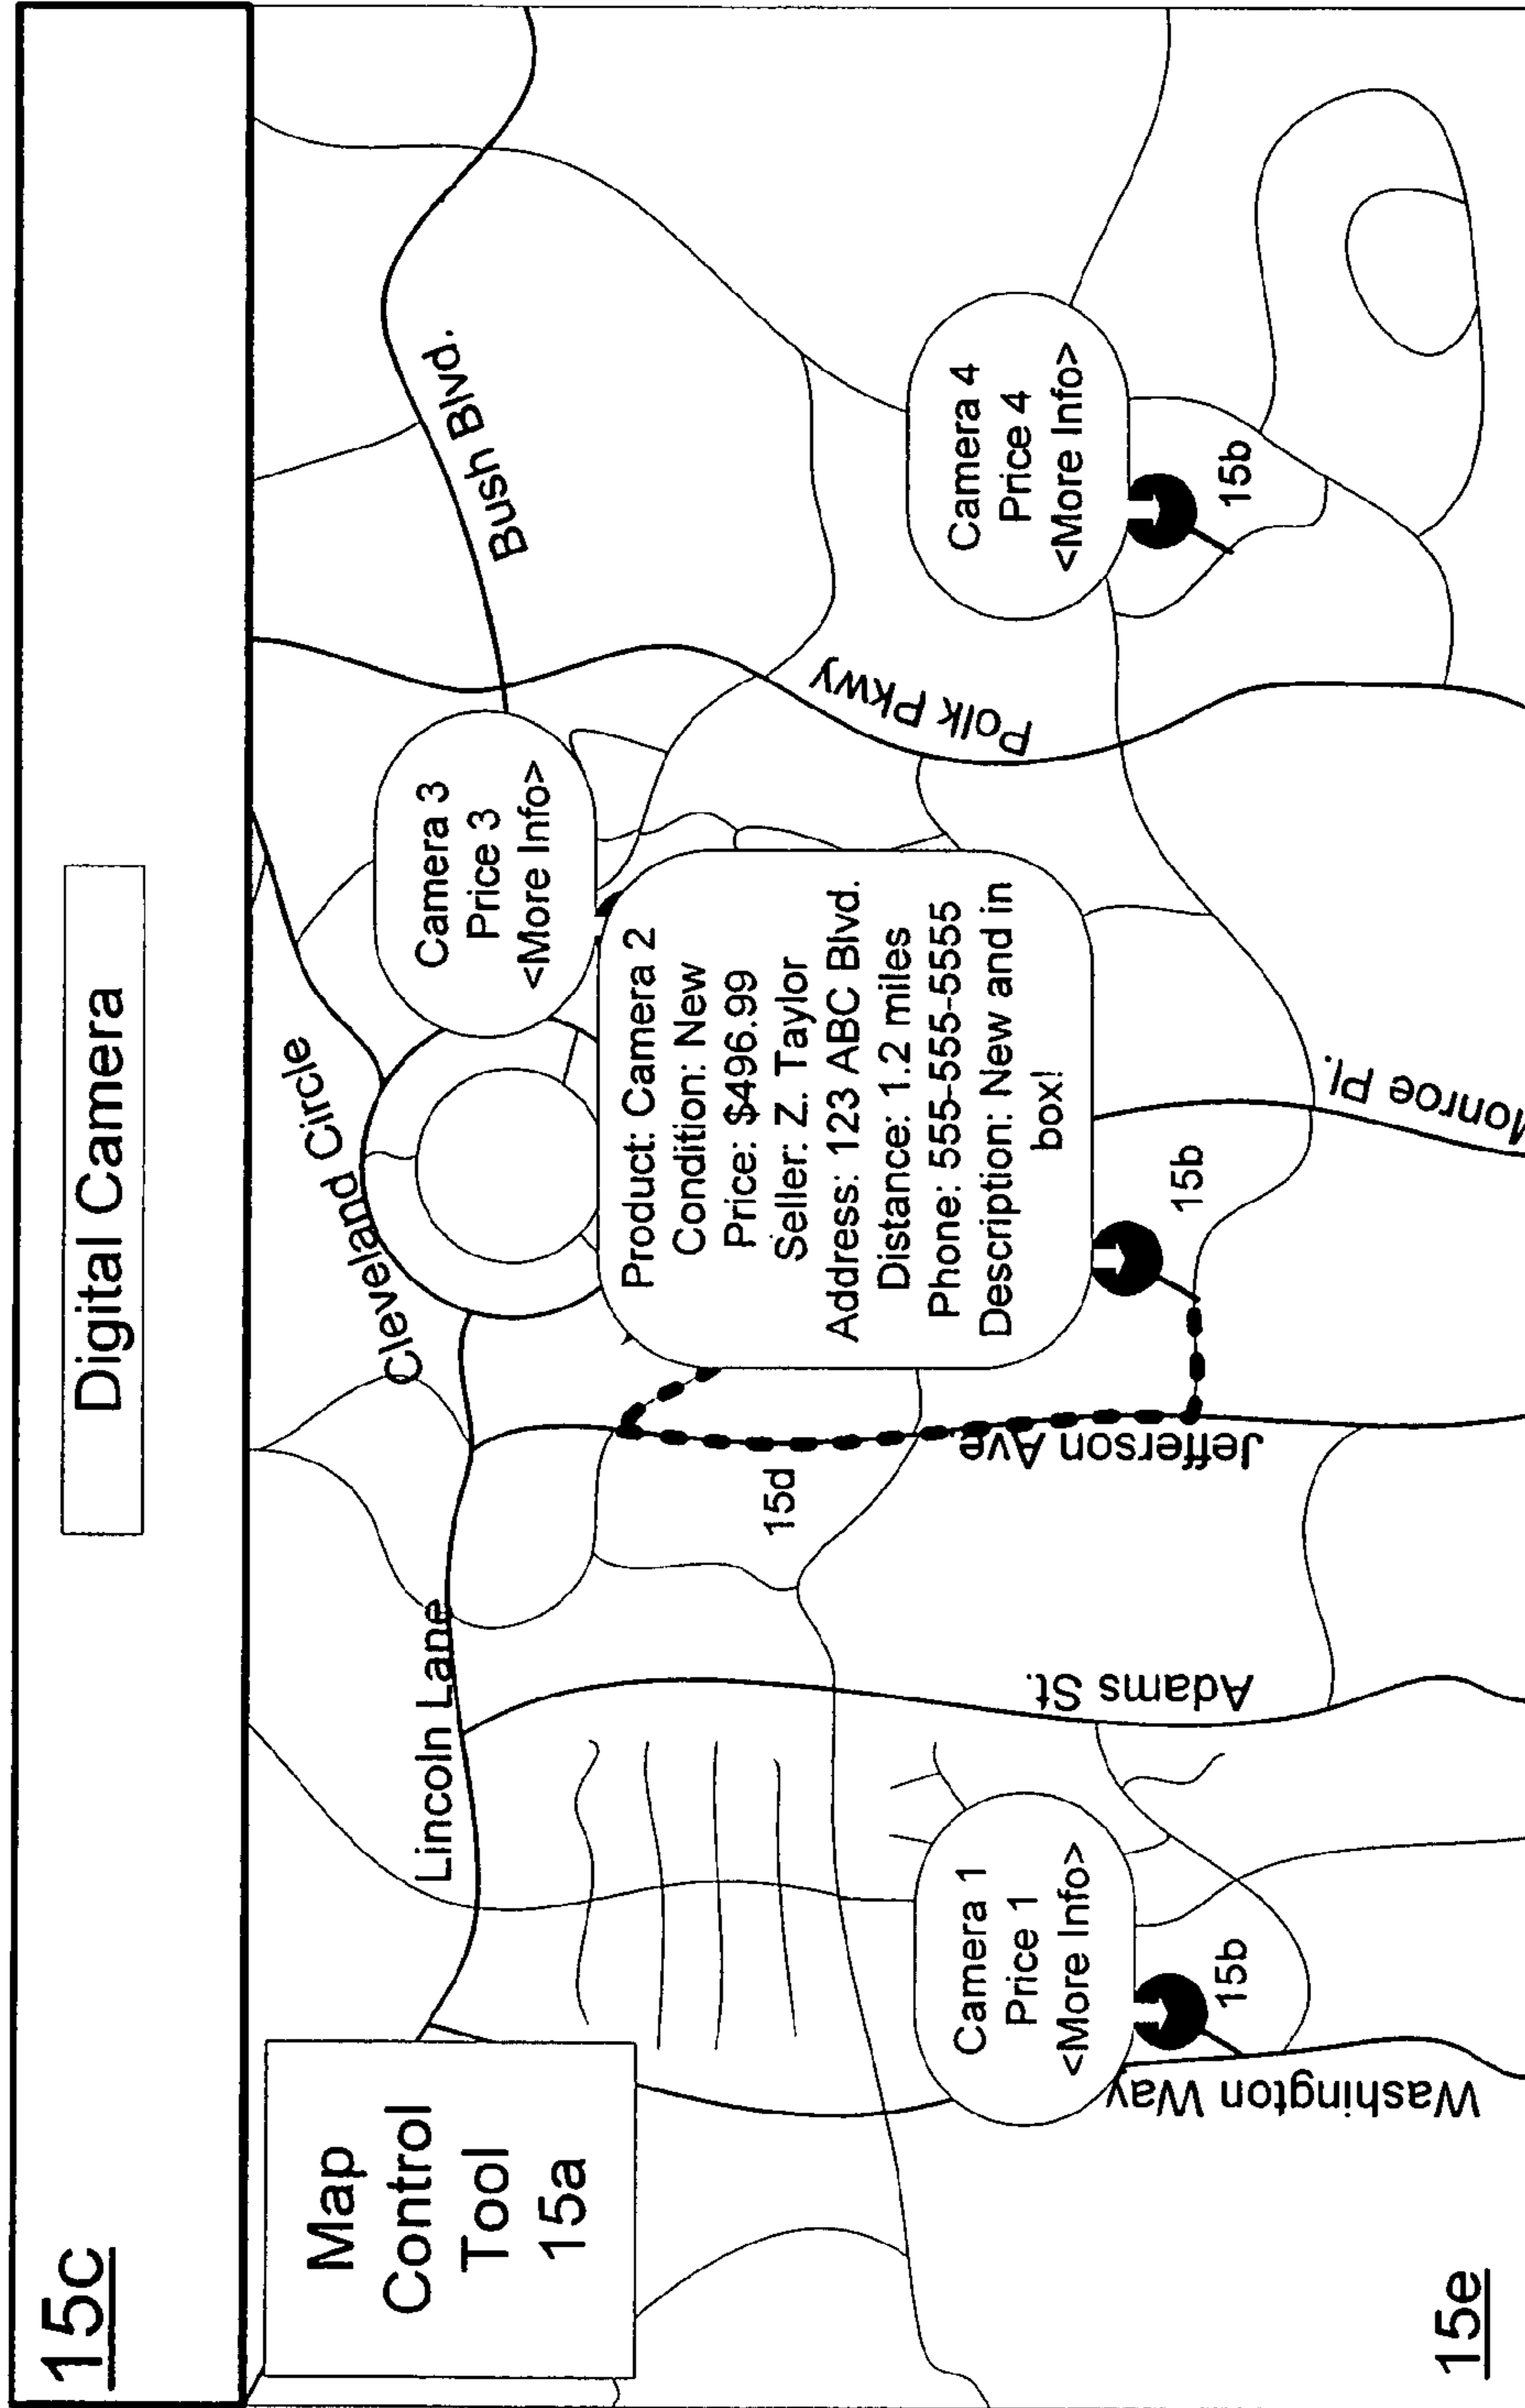 15c
Digital Camera
Map
Control
Tool
15a
Lincoln Lane
Cleveland Circle
Bush Blvd.
Camera 3
Price 3
<More Info>
Product: Camera 2
Condition: New
Price: $496.99
Seller: Z. Taylor
Address: 123 ABC Blvd.
Distance: 1.2 miles
Phone: 555-555-5555
Description: New and in
box!
15d
Polk Pkwy
Camera 1
Price 1
<More Info>
Camera 4
Price 4
<More Info>
15b
15b
15b
Washington Way
Adams St.
Jefferson Ave
Monroe Pl.
15e